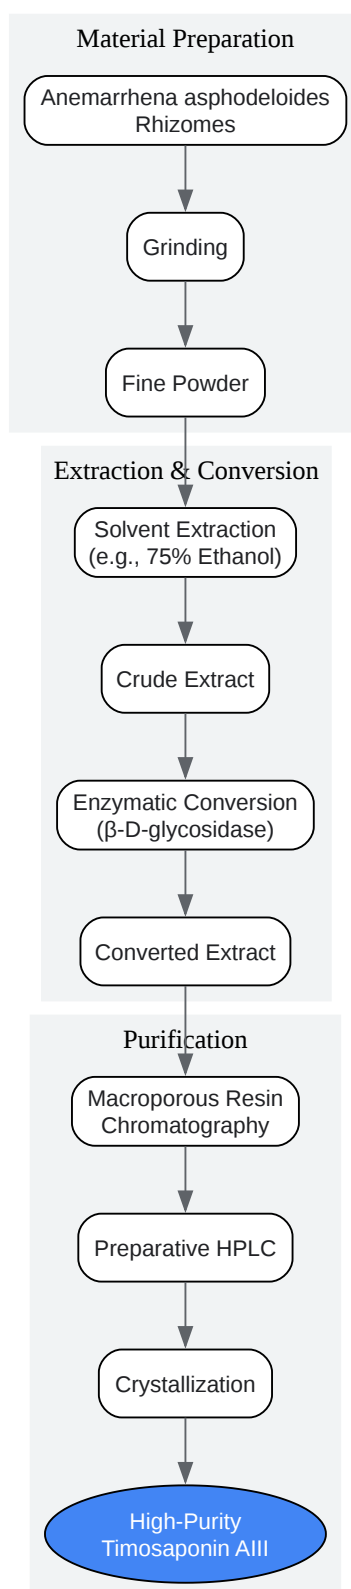 Material Preparation
Anemarrhena asphodeloides
Rhizomes
Grinding
Fine Powder
Extraction & Conversion
Solvent Extraction
(e.g., 75% Ethanol)
Crude Extract
Enzymatic Conversion
(β-D-glycosidase)
Converted Extract
Purification
Macroporous Resin
Chromatography
Preparative HPLC
Crystallization
High-Purity
Timosaponin AIII